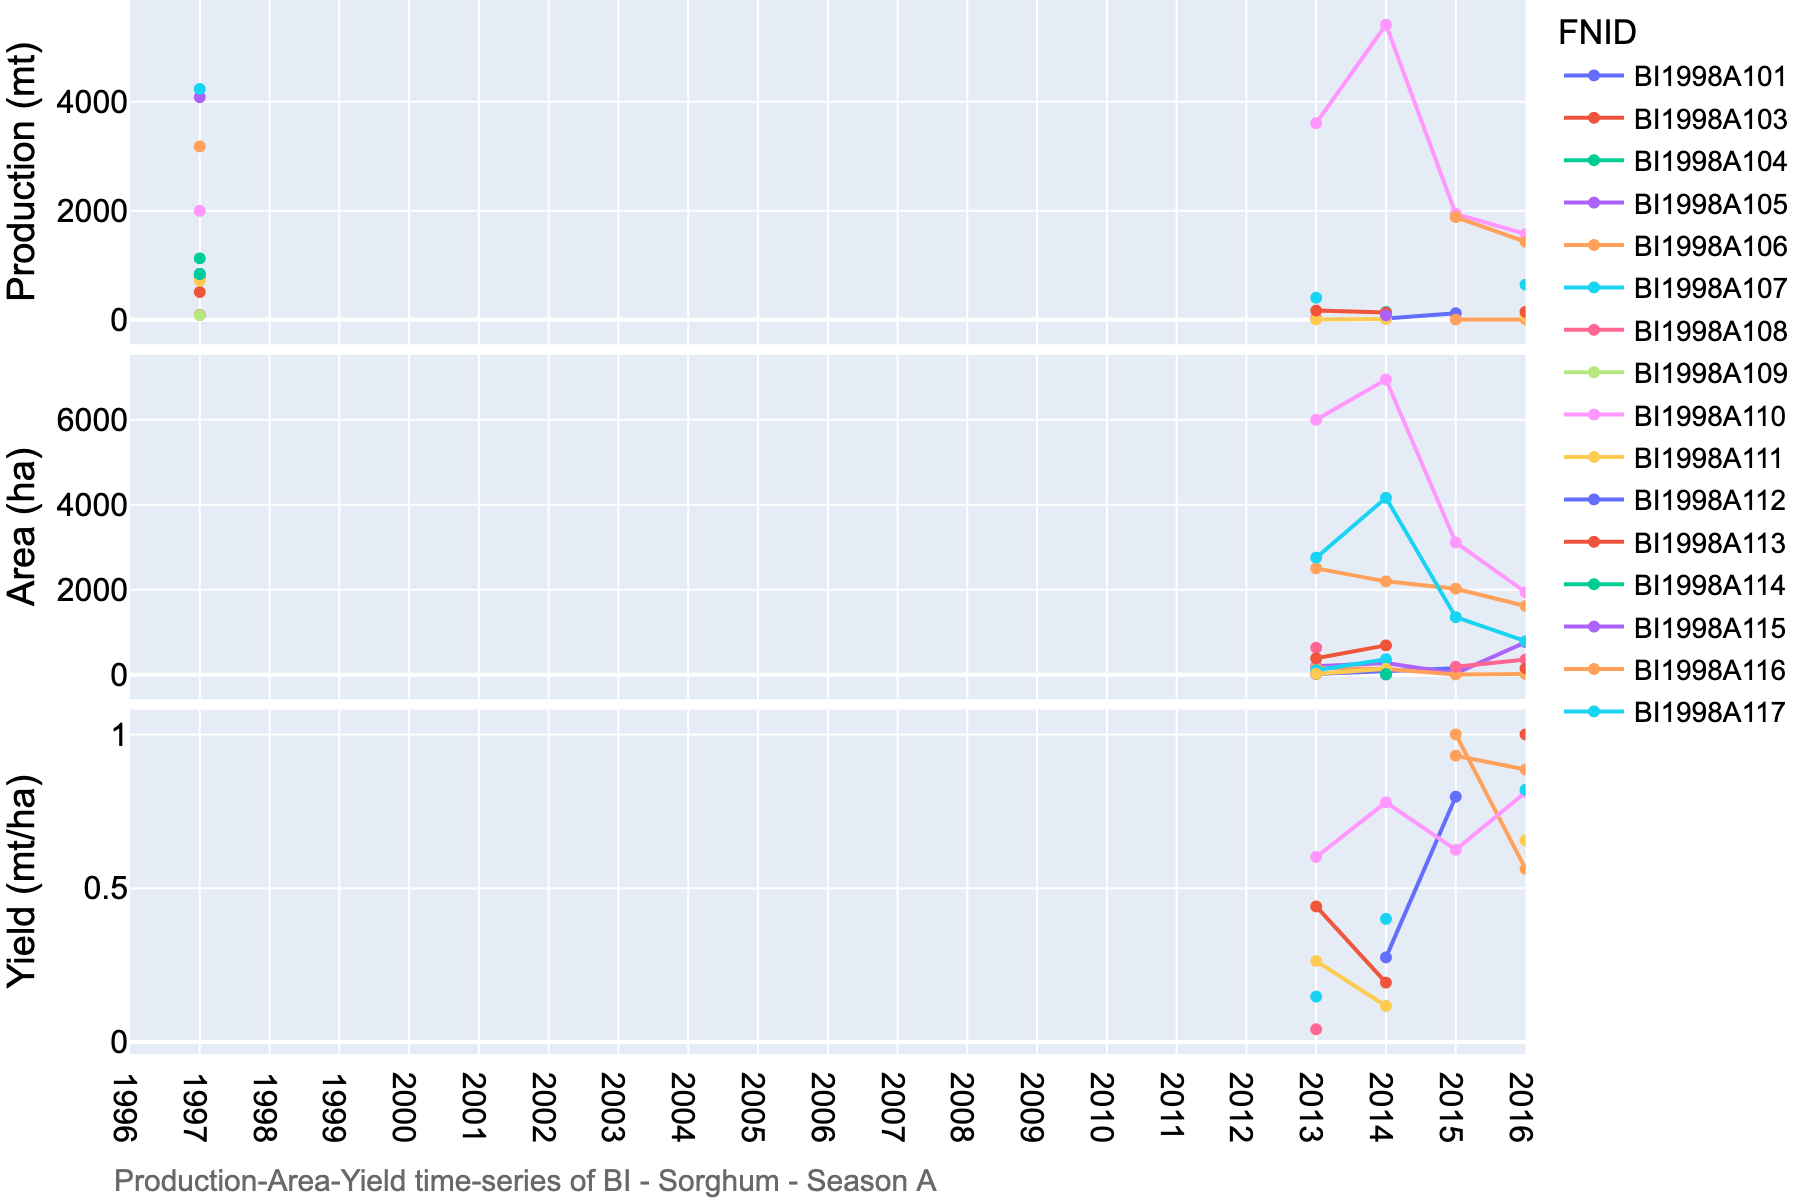 Production (mt)
4000
2000
0
Area (ha)
6000
4000
2000
0
Yield (mt/ha)
1
0.5
0
1996
1997
1998
1999
2000
2001
2002
2003
2004
2005
2006
2007
2008
2009
2010
2011
2012
2013
2014
2015
2016
FNID
BI1998A101
BI1998A103
BI1998A104
BI1998A105
BI1998A106
BI1998A107
BI1998A108
BI1998A109
BI1998A110
BI1998A111
BI1998A112
BI1998A113
BI1998A114
BI1998A115
BI1998A116
BI1998A117
Production-Area-Yield time-series of BI - Sorghum - Season A